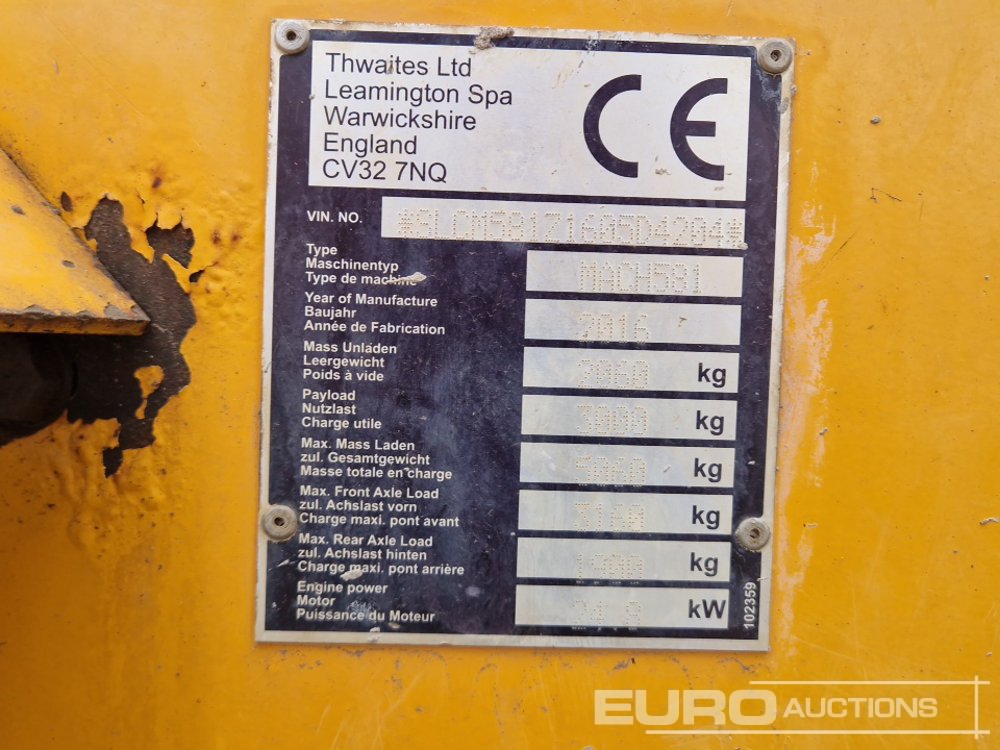 Thwaites Ltd
Leamington Spa
Warwickshire
England
CV32 7NQ
CE
VIN. NO. *SLCM581Z1605D4204*
Type
Maschinentyp
Type de machine
MACH581
Year of Manufacture
Baujahr
Année de Fabrication
2016
Mass Unladen
Leergewicht
Poids à vide
2060 kg
Payload
Nutzlast
Charge utile
3000 kg
Max. Mass Laden
zul. Gesamtgewicht
Masse totale en charge
5060 kg
Max. Front Axle Load
zul. Achslast vorn
Charge maxi. pont avant
3160 kg
Max. Rear Axle Load
zul. Achslast hinten
Charge maxi. pont arrière
kg
Engine power
Motor
Puissance du Moteur
kW
102359
EURO AUCTIONS